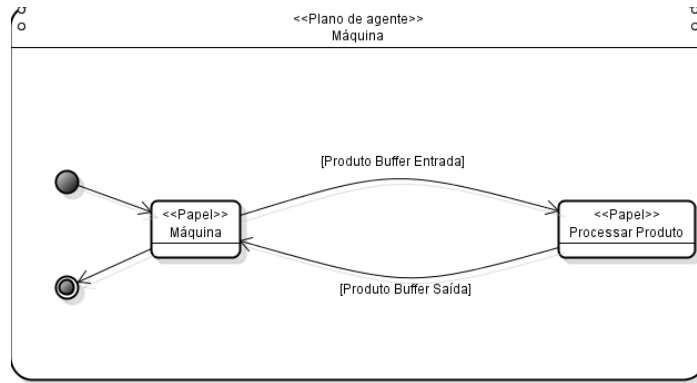 <<Plano de agente>>
Máquina
[Produto Buffer Entrada]
<<Papel>>
Máquina
<<Papel>>
Processar Produto
[Produto Buffer Saída]